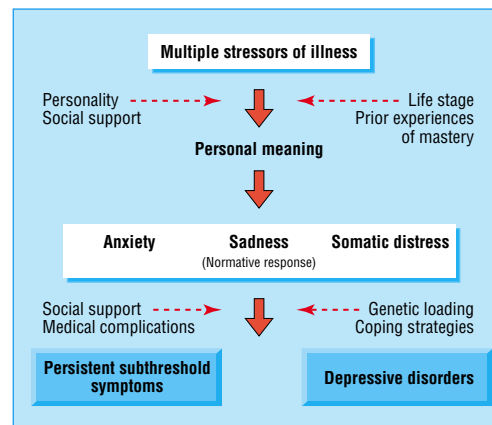 Multiple stressors of illness
Personality
Social support
Life stage
Prior experiences
of mastery
Personal meaning
Anxiety
Sadness
(Normative response)
Somatic distress
Social support
Medical complications
Genetic loading
Coping strategies
Persistent subthreshold
symptoms
Depressive disorders